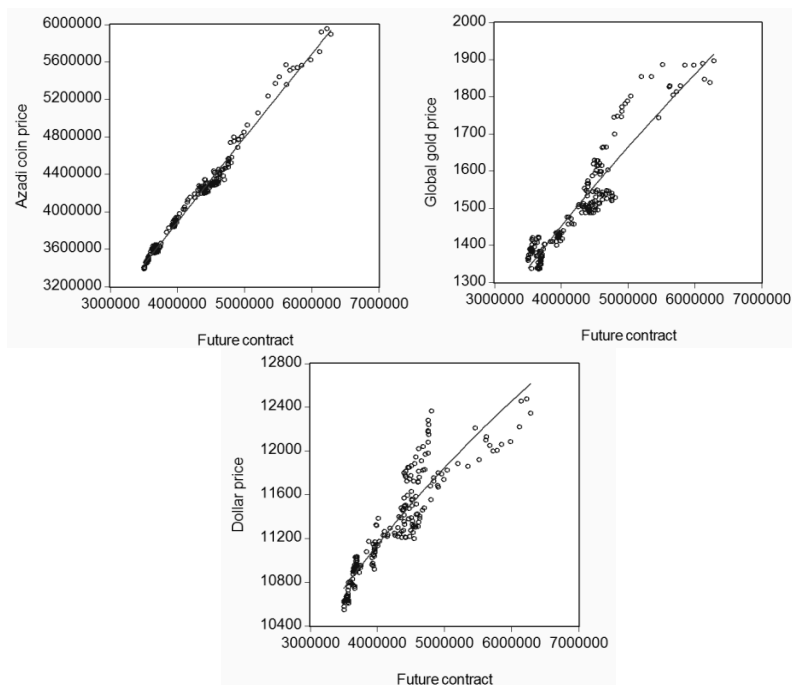 6000000
5600000
5200000
4800000
4400000
4000000
3600000
3200000
Azadi coin price
3000000 4000000 5000000 6000000 7000000
Future contract
2000
1900
1800
1700
1600
1500
1400
1300
Global gold price
3000000 4000000 5000000 6000000 7000000
Future contract
12800
12400
12000
11600
11200
10800
10400
Dollar price
3000000 4000000 5000000 6000000 7000000
Future contract